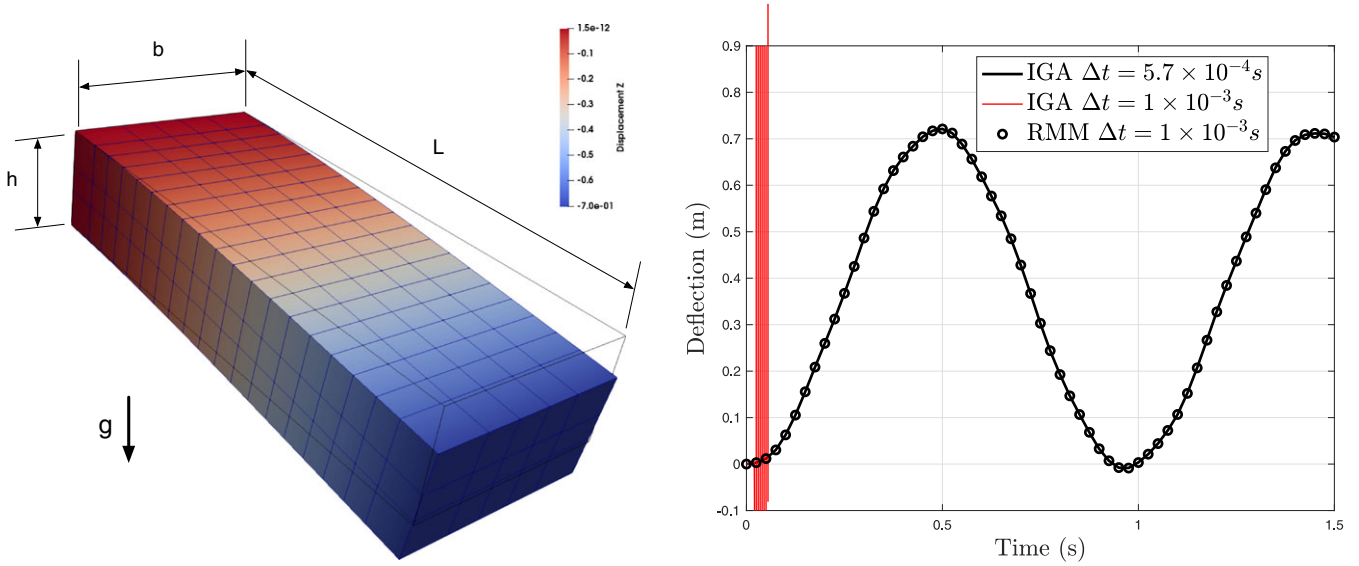 b
h
L
g
1.5e-12
-0.1
-0.2
-0.3
-0.4
-0.5
-0.6
-7.0e-01
Displacement Z
0.9
0.8
0.7
0.6
0.5
0.4
0.3
0.2
0.1
0
-0.1
Deflection (m)
IGA Δt = 5.7 × 10⁻⁴s
IGA Δt = 1 × 10⁻³s
RMM Δt = 1 × 10⁻³s
0
0.5
1
1.5
Time (s)